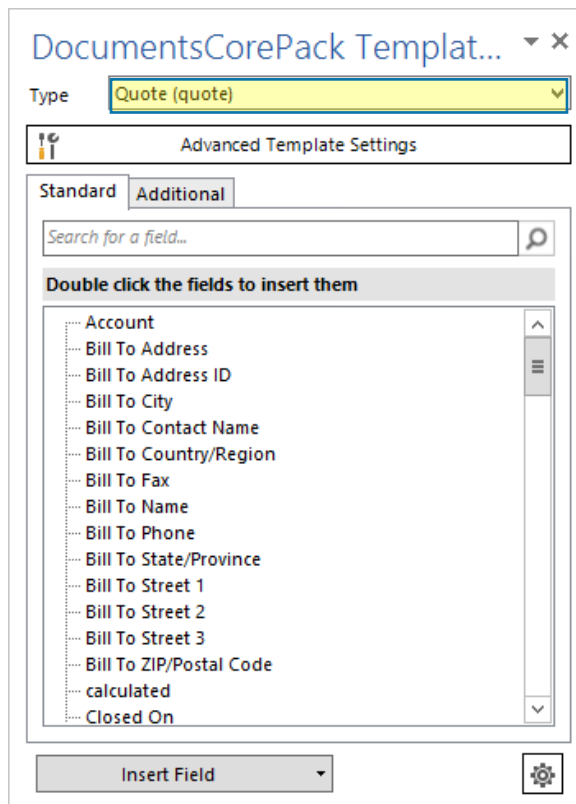 DocumentsCorePack Templat...
Type Quote (quote)
Advanced Template Settings
Standard Additional
Search for a field...
Double click the fields to insert them
Account
Bill To Address
Bill To Address ID
Bill To City
Bill To Contact Name
Bill To Country/Region
Bill To Fax
Bill To Name
Bill To Phone
Bill To State/Province
Bill To Street 1
Bill To Street 2
Bill To Street 3
Bill To ZIP/Postal Code
calculated
Closed On
Insert Field